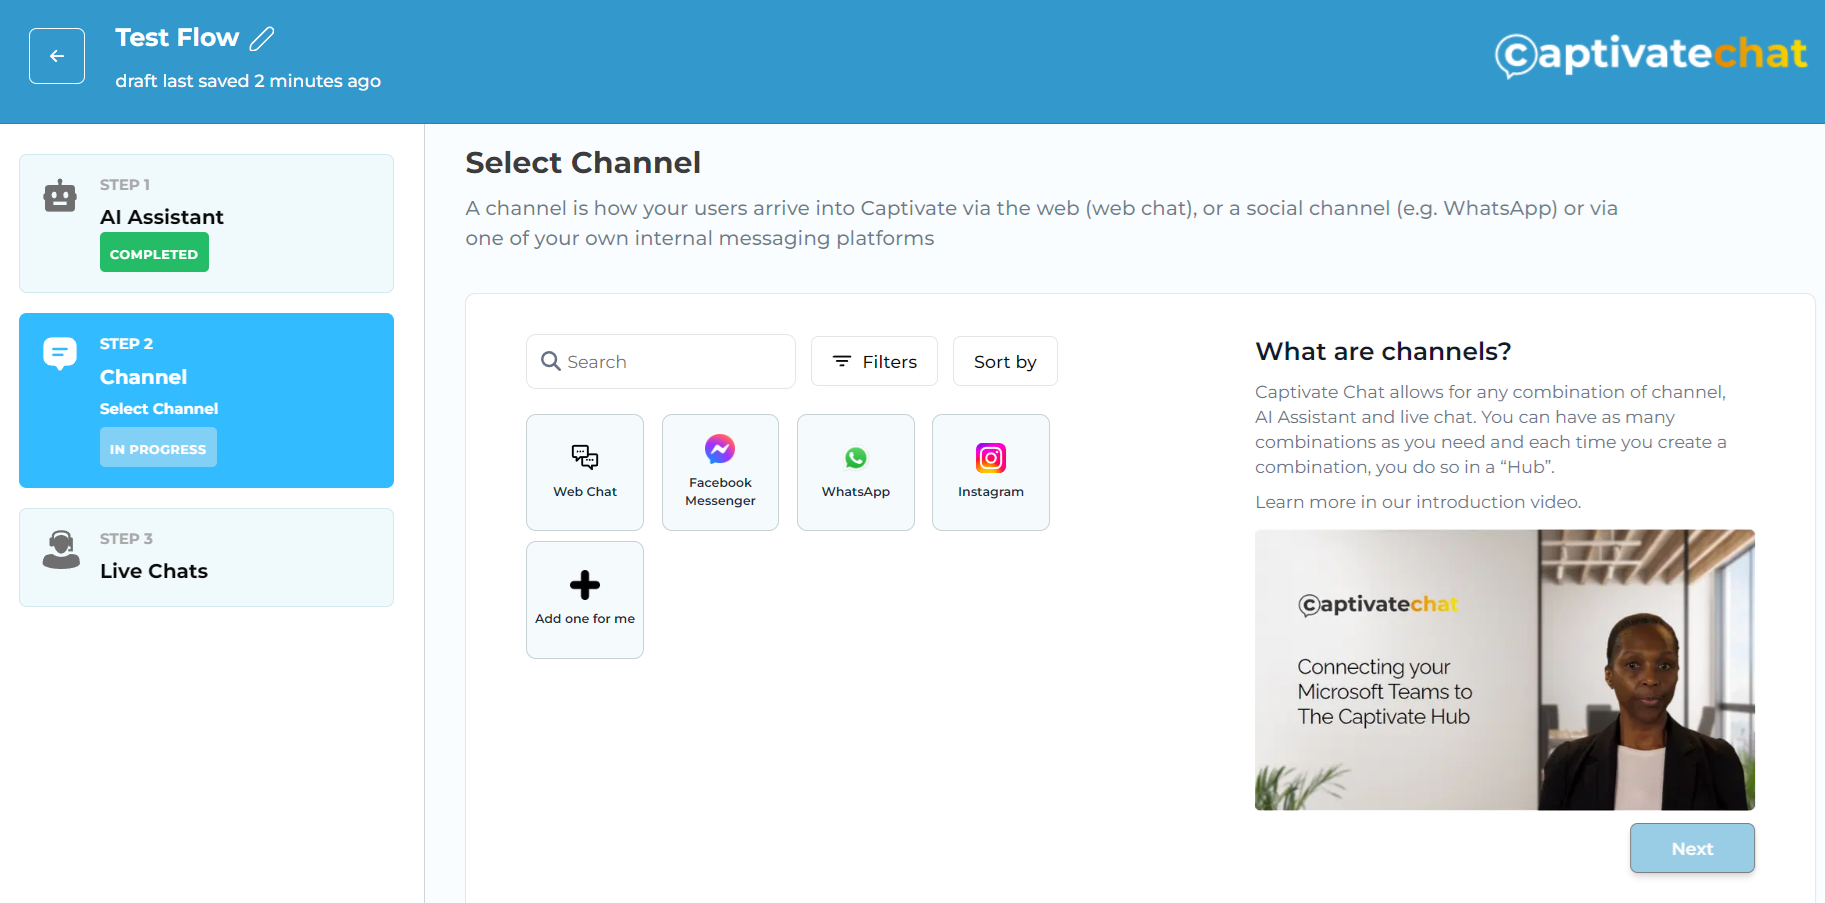 Test Flow
draft last saved 2 minutes ago
captivatechat
STEP 1
AI Assistant
COMPLETED
STEP 2
Channel
Select Channel
IN PROGRESS
STEP 3
Live Chats
Select Channel
A channel is how your users arrive into Captivate via the web (web chat), or a social channel (e.g. WhatsApp) or via
one of your own internal messaging platforms
Search
Filters
Sort by
Web Chat
Facebook
Messenger
WhatsApp
Instagram
Add one for me
What are channels?
Captivate Chat allows for any combination of channel,
AI Assistant and live chat. You can have as many
combinations as you need and each time you create a
combination, you do so in a “Hub”.
Learn more in our introduction video.
captivatechat
Connecting your
Microsoft Teams to
The Captivate Hub
Next